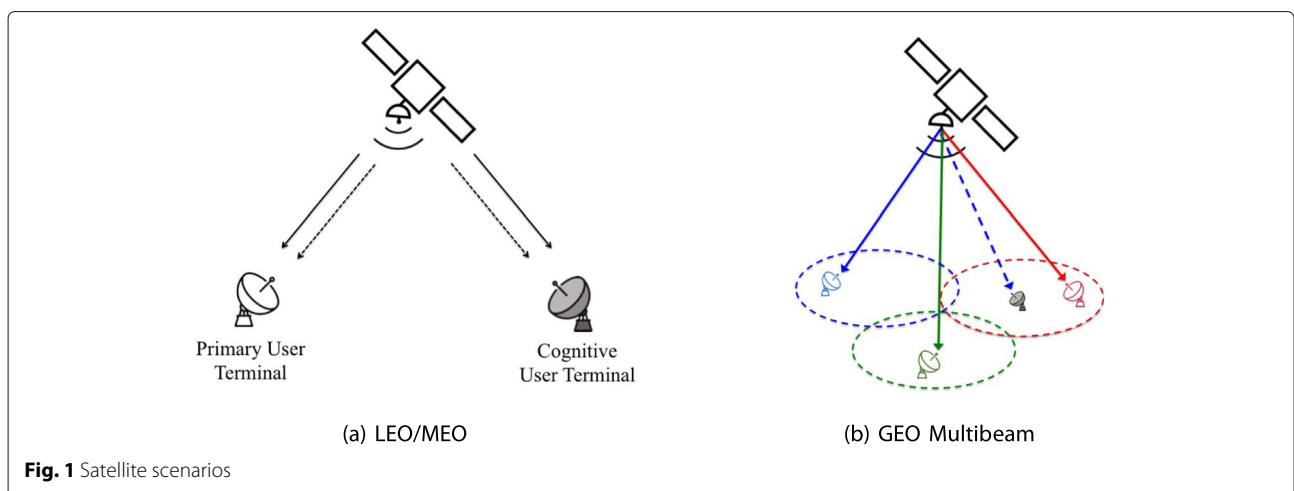 Primary User
Terminal
Cognitive
User Terminal
(a) LEO/MEO
(b) GEO Multibeam
Fig. 1 Satellite scenarios